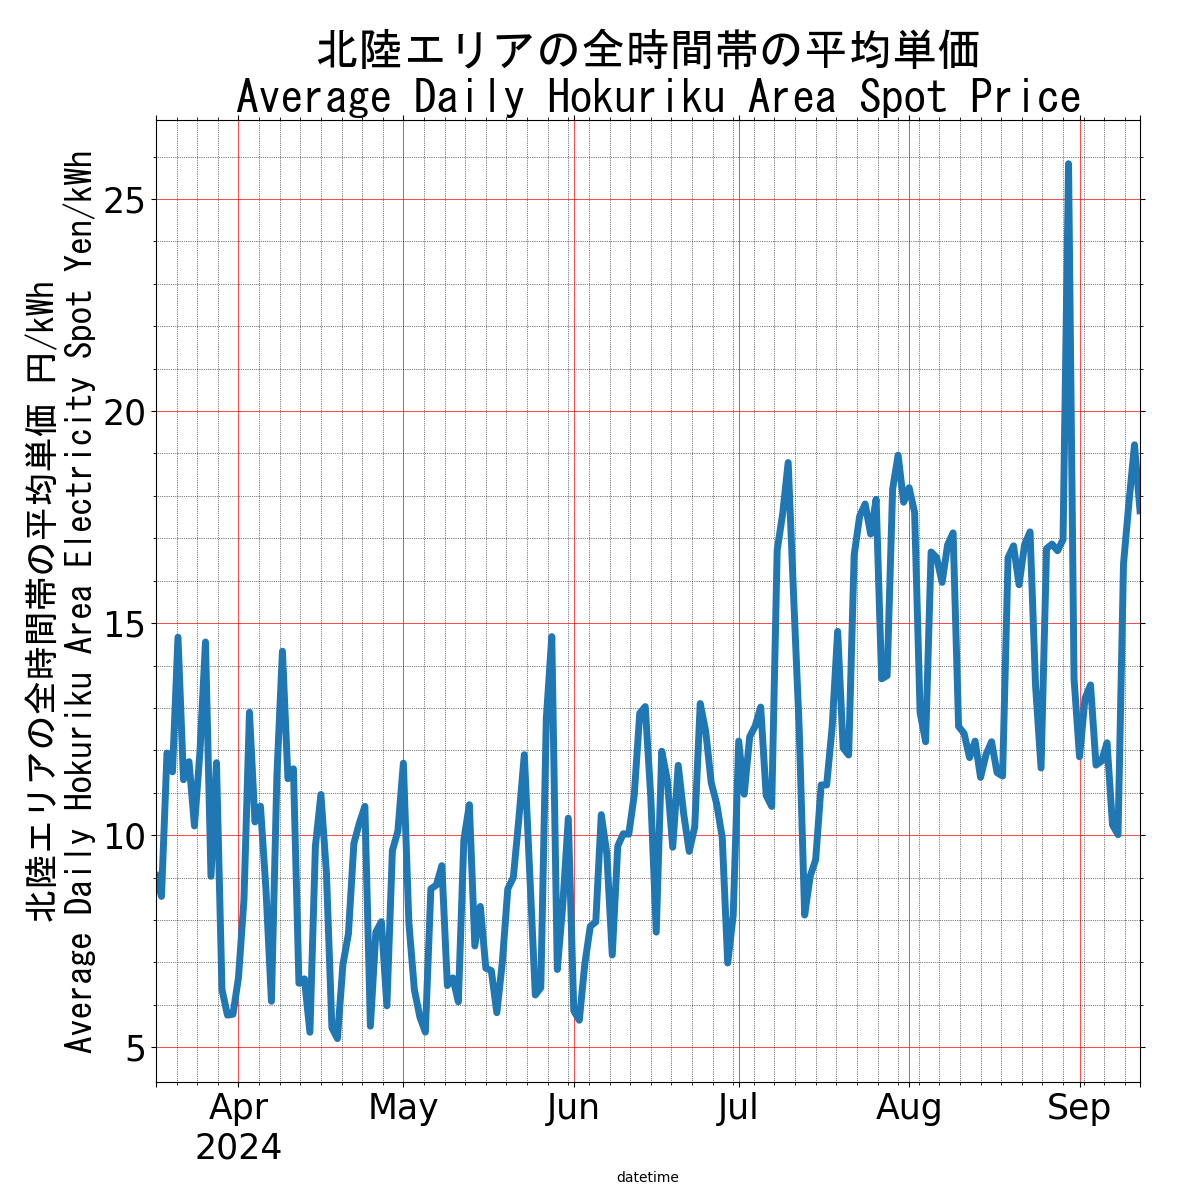 北陸エリアの全時間帯の平均単価
Average Daily Hokuriku Area Spot Price
北陸エリアの全時間帯の平均単価 円/kWh
Average Daily Hokuriku Area Electricity Spot Yen/kWh
25
20
15
10
5
Apr May Jun Jul Aug Sep
2024
datetime